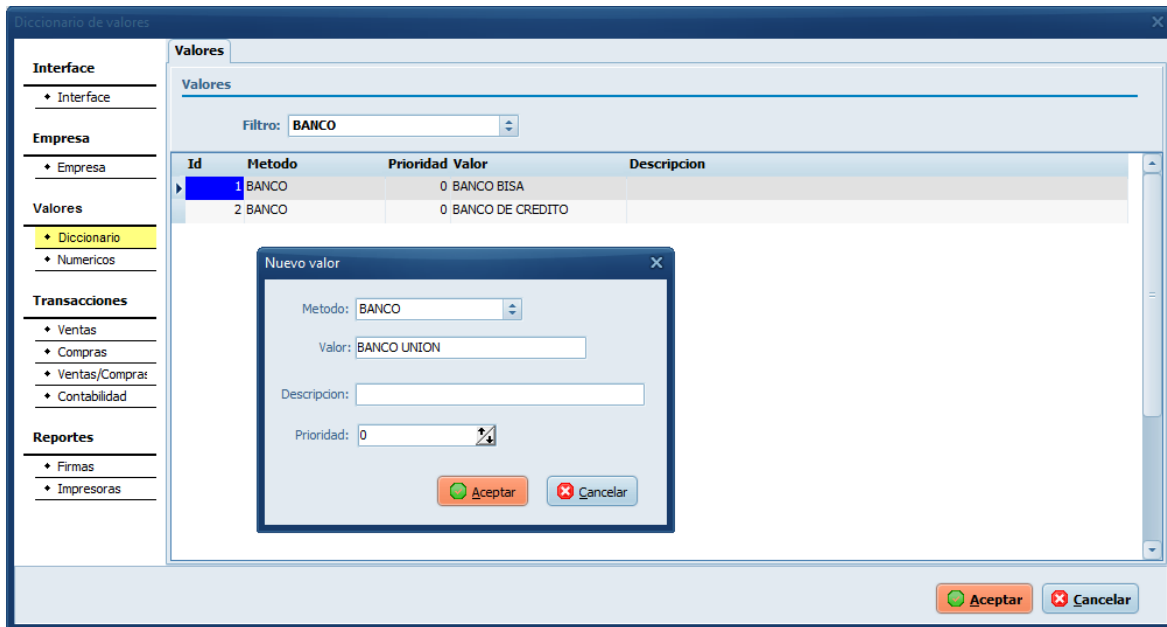 Diccionario de valores
Interface
Interface
Empresa
Empresa
Valores
Diccionario
Numericos
Transacciones
Ventas
Compras
Ventas/Compras
Contabilidad
Reportes
Firmas
Impresoras
Valores
Valores
Filtro: BANCO
Id Metodo Prioridad Valor Descripcion
1 BANCO 0 BANCO BISA
2 BANCO 0 BANCO DE CREDITO
Nuevo valor
Metodo: BANCO
Valor: BANCO UNION
Descripcion:
Prioridad: 0
Aceptar Cancelar
Aceptar Cancelar